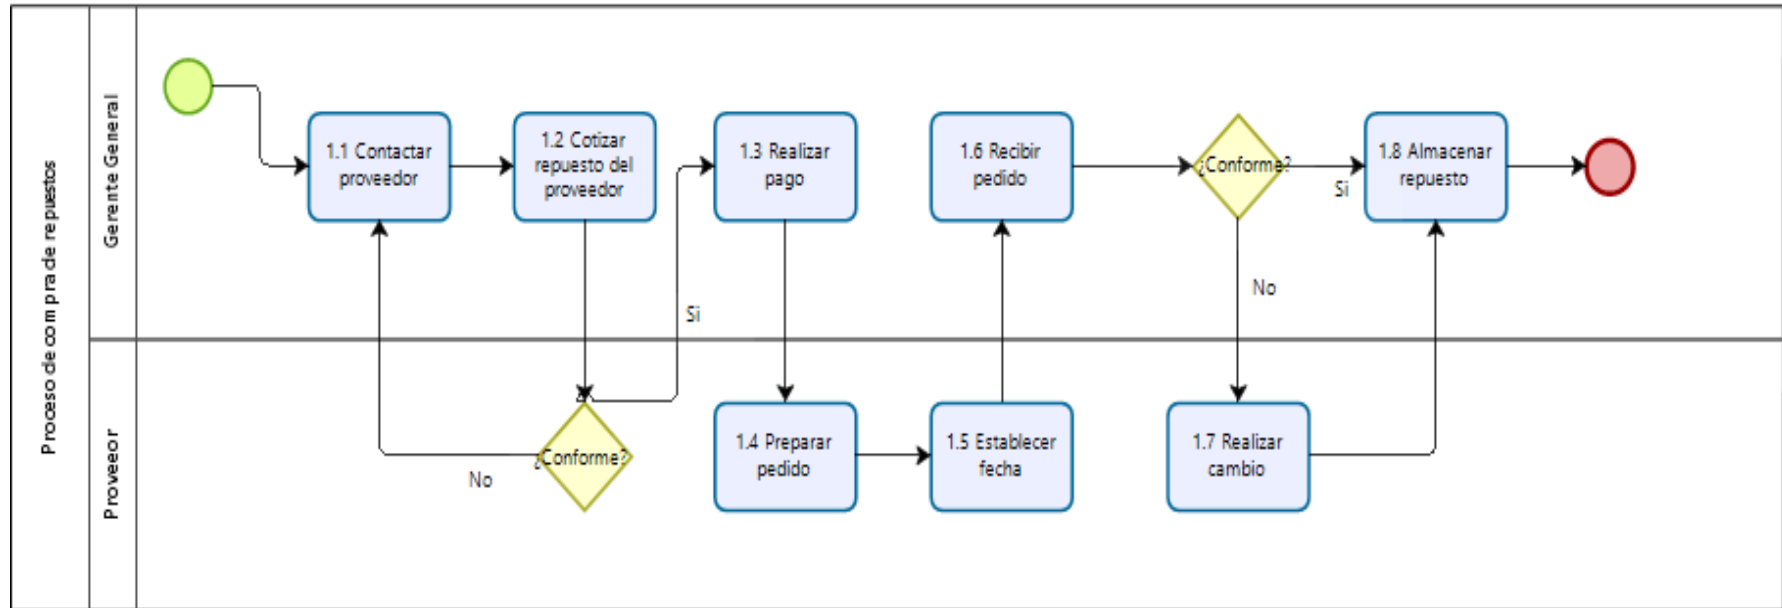 Proceso de compra de repuestos
Gerente General
1.1 Contactar
proveedor
1.2 Cotizar
repuesto del
proveedor
1.3 Realizar
pago
1.6 Recibir
pedido
¿Conforme?
Si
1.8 Almacenar
repuesto
No
Si
Proveeor
No
¿Conforme?
1.4 Preparar
pedido
1.5 Establecer
fecha
1.7 Realizar
cambio